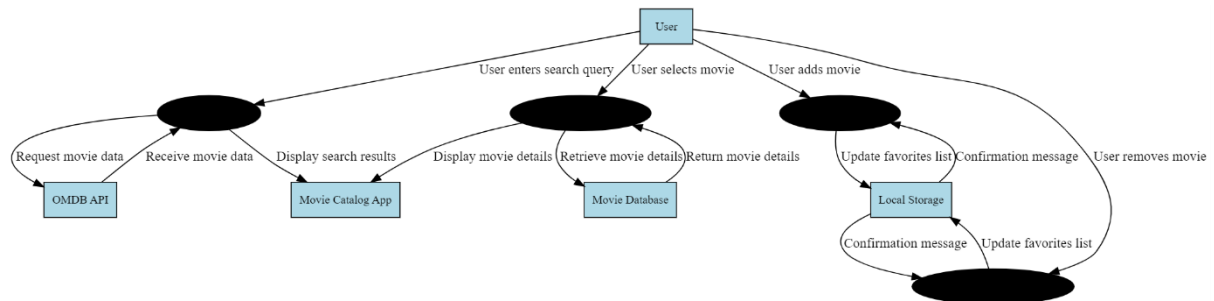 User
User enters search query
User selects movie
User adds movie
Request movie data
Receive movie data
Display search results
Display movie details
Retrieve movie details
Return movie details
Update favorites list
Confirmation message
User removes movie
OMDB API
Movie Catalog App
Movie Database
Local Storage
Confirmation message
Update favorites list